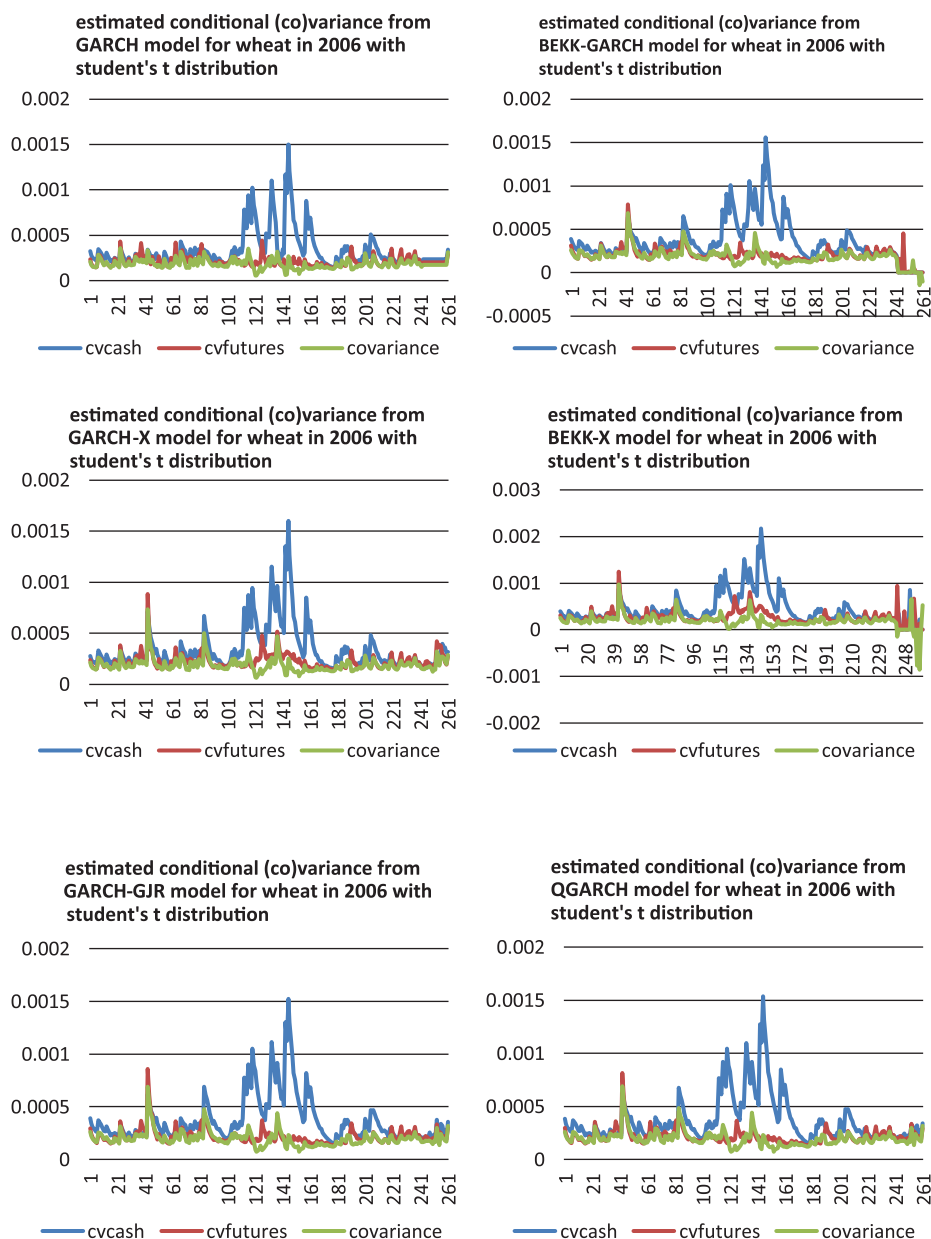 estimated conditional (co)variance from
GARCH model for wheat in 2006 with
student's t distribution
0.002
0.0015
0.001
0.0005
0
1 21 41 61 81 101 121 141 161 181 201 221 241 261
cvcash cvfutures covariance
estimated conditional (co)variance from
BEKK-GARCH model for wheat in 2006 with
student's t distribution
0.002
0.0015
0.001
0.0005
0
-0.0005
1 21 41 61 81 101 121 141 161 181 201 221 241 261
cvcash cvfutures covariance
estimated conditional (co)variance from
GARCH-X model for wheat in 2006 with
student's t distribution
0.002
0.0015
0.001
0.0005
0
1 21 41 61 81 101 121 141 161 181 201 221 241 261
cvcash cvfutures covariance
estimated conditional (co)variance from
BEKK-X model for wheat in 2006 with
student's t distribution
0.003
0.002
0.001
0
-0.001
-0.002
1 20 39 58 77 96 115 134 153 172 191 210 229 248
cvcash cvfutures covariance
estimated conditional (co)variance from
GARCH-GJR model for wheat in 2006 with
student's t distribution
0.002
0.0015
0.001
0.0005
0
1 21 41 61 81 101 121 141 161 181 201 221 241 261
cvcash cvfutures covariance
estimated conditional (co)variance from
QGARCH model for wheat in 2006 with
student's t distribution
0.002
0.0015
0.001
0.0005
0
1 21 41 61 81 101 121 141 161 181 201 221 241 261
cvcash cvfutures covariance